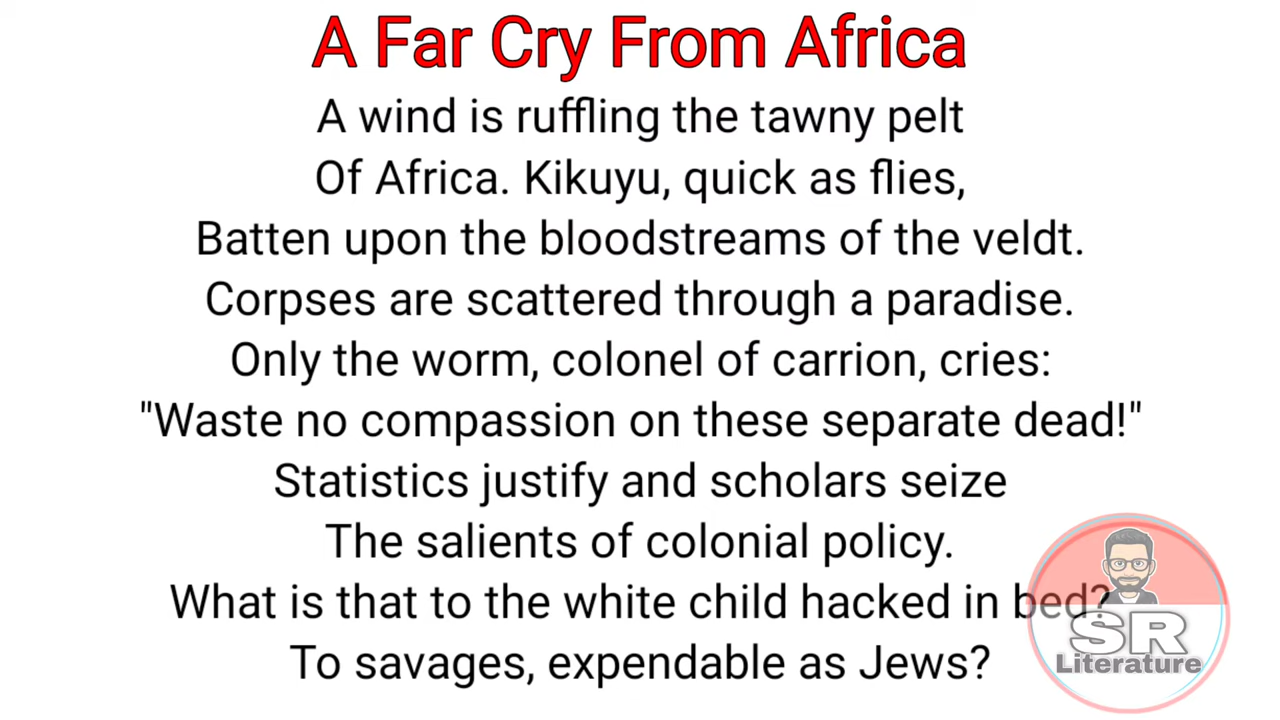 A Far Cry From Africa
A wind is ruffling the tawny pelt
Of Africa. Kikuyu, quick as flies,
Batten upon the bloodstreams of the veldt.
Corpses are scattered through a paradise.
Only the worm, colonel of carrion, cries:
"Waste no compassion on these separate dead!"
Statistics justify and scholars seize
The salients of colonial policy.
What is that to the white child hacked in bed?
To savages, expendable as Jews?
SR
Literature